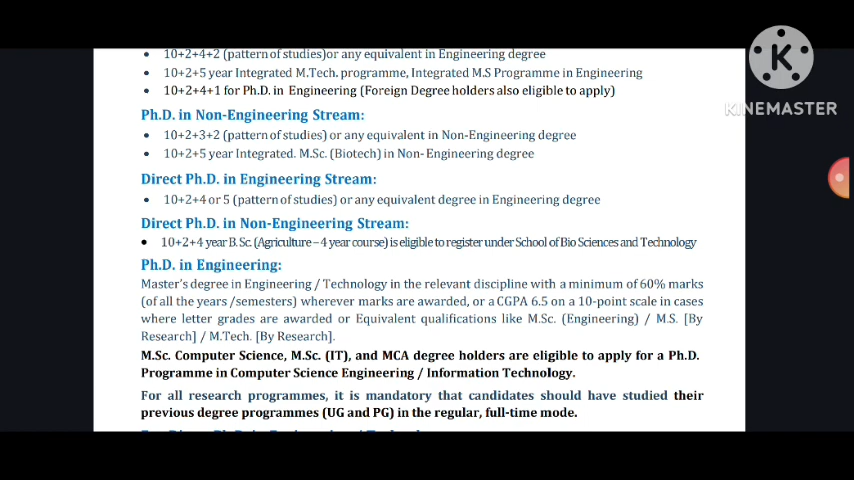 10+2+4+2 (pattern of studies)or any equivalent in Engineering degree
10+2+5 year Integrated M.Tech. programme, Integrated M.S Programme in Engineering
10+2+4+1 for Ph.D. in Engineering (Foreign Degree holders also eligible to apply)
Ph.D. in Non-Engineering Stream:
10+2+3+2 (pattern of studies) or any equivalent in Non-Engineering degree
10+2+5 year Integrated. M.Sc. (Biotech) in Non- Engineering degree
Direct Ph.D. in Engineering Stream:
10+2+4 or 5 (pattern of studies) or any equivalent degree in Engineering degree
Direct Ph.D. in Non-Engineering Stream:
10+2+4 year B. Sc. (Agriculture – 4 year course) is eligible to register under School of Bio Sciences and Technology
Ph.D. in Engineering:
Master's degree in Engineering / Technology in the relevant discipline with a minimum of 60% marks
(of all the years /semesters) wherever marks are awarded, or a CGPA 6.5 on a 10-point scale in cases
where letter grades are awarded or Equivalent qualifications like M.Sc. (Engineering) / M.S. [By
Research] / M.Tech. [By Research].
M.Sc. Computer Science, M.Sc. (IT), and MCA degree holders are eligible to apply for a Ph.D.
Programme in Computer Science Engineering / Information Technology.
For all research programmes, it is mandatory that candidates should have studied their
previous degree programmes (UG and PG) in the regular, full-time mode.
K
KINEMASTER